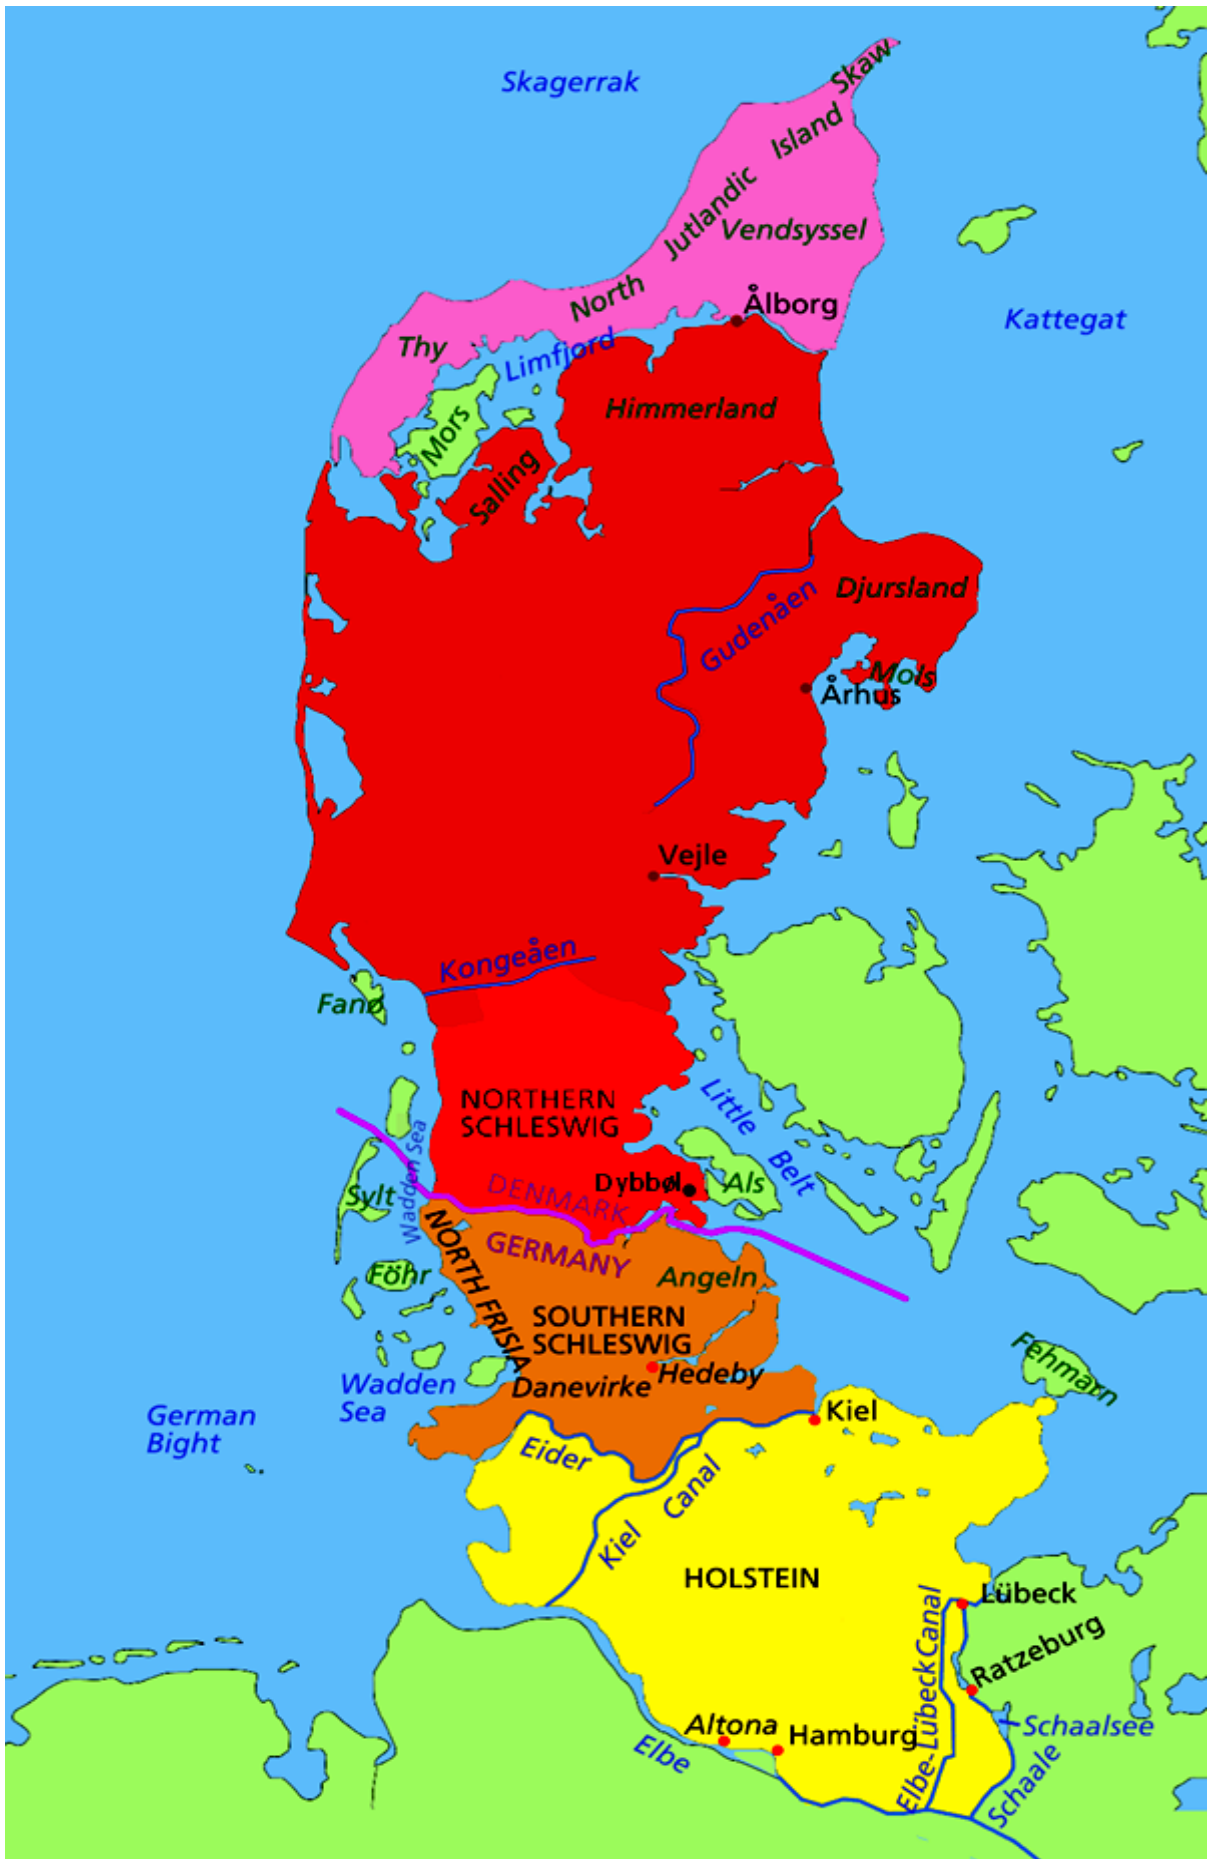 Skagerrak
Skaw
North Jutlandic Island
Vendsyssel
Ålborg
Kattegat
Thy
Limfjord
Mors
Himmerland
Salling
Djursland
Gudenåen
Mols
Århus
Vejle
Kongeåen
Fanø
NORTHERN
SCHLESWIG
Little Belt
Wadden Sea
Dybbøl
Als
Sylt
DENMARK
GERMANY
NORTH FRISIA
Föhr
Angeln
SOUTHERN
SCHLESWIG
Hedeby
Danevirke
Fehmarn
Wadden
Sea
German
Bight
Kiel
Eider
Kiel Canal
HOLSTEIN
Lübeck
Elbe-Lübeck Canal
Ratzeburg
Schaalsee
Altona
Hamburg
Elbe
Schaale